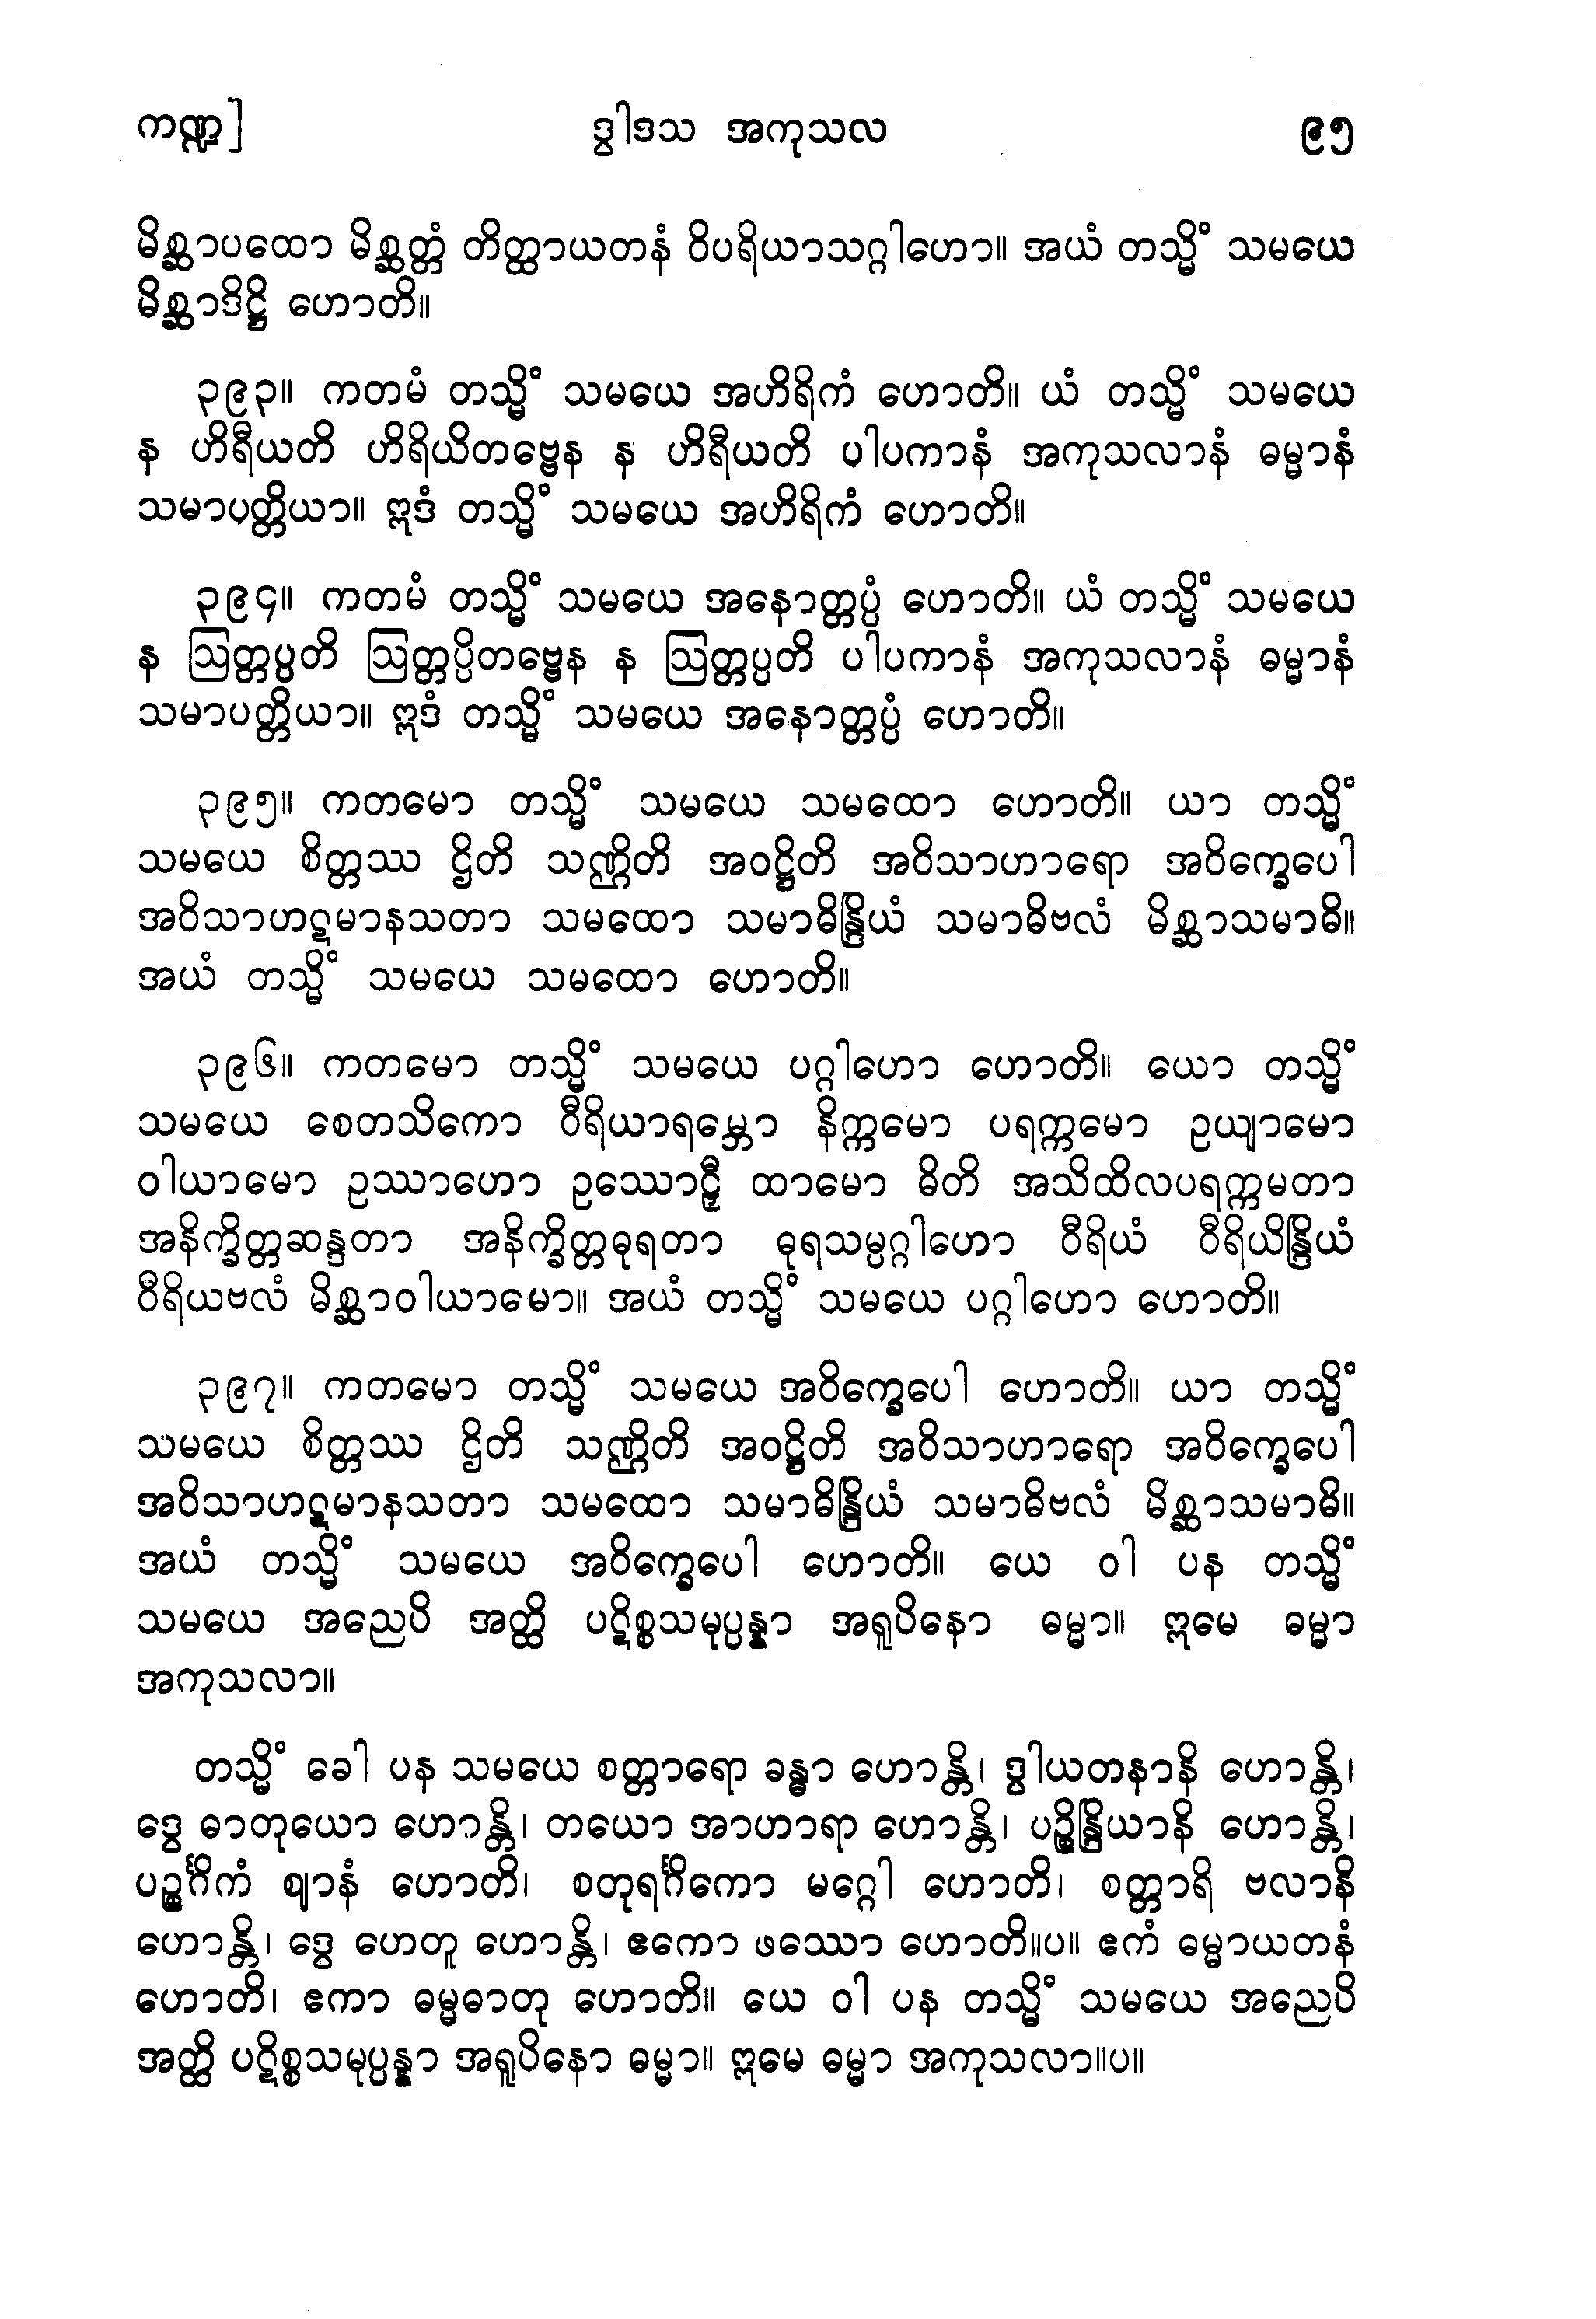 ကဏ္ဍ] ဒွါဒသ အကုသလ ၉၅
မိစ္ဆာပထော မိစ္ဆတ္တံ တိတ္ထာယတနံ ဝိပရိယာသဂ္ဂါဟော။ အယံ တသ္မိံ သမယေ
မိစ္ဆာဒိဋ္ဌိ ဟောတိ။
၃၉၃။ ကတမံ တသ္မိံ သမယေ အဟိရိကံ ဟောတိ။ ယံ တသ္မိံ သမယေ
န ဟိရီယတိ ဟိရိယိတဗ္ဗေန န ဟိရီယတိ ပါပကာနံ အကုသလာနံ ဓမ္မာနံ
သမာပတ္တိယာ။ ဣဒံ တသ္မိံ သမယေ အဟိရိကံ ဟောတိ။
၃၉၄။ ကတမံ တသ္မိံ သမယေ အနောတ္တပ္ပံ ဟောတိ။ ယံ တသ္မိံ သမယေ
န ဩတ္တပ္ပတိ ဩတ္တပ္ပိတဗ္ဗေန န ဩတ္တပ္ပတိ ပါပကာနံ အကုသလာနံ ဓမ္မာနံ
သမာပတ္တိယာ။ ဣဒံ တသ္မိံ သမယေ အနောတ္တပ္ပံ ဟောတိ။
၃၉၅။ ကတမော တသ္မိံ သမယေ သမထော ဟောတိ။ ယာ တသ္မိံ
သမယေ စိတ္တဿ ဌိတိ သဏ္ဌိတိ အဝဋ္ဌိတိ အဝိသာဟာရော အဝိက္ခေပေါ
အဝိသာဟဋမာနသတာ သမထော သမာဓိန္ဒြိယံ သမာဓိဗလံ မိစ္ဆာသမာဓိ။
အယံ တသ္မိံ သမယေ သမထော ဟောတိ။
၃၉၆။ ကတမော တသ္မိံ သမယေ ပဂ္ဂါဟော ဟောတိ။ ယော တသ္မိံ
သမယေ စေတသိကော ဝီရိယာရမ္ဘော နိက္ကမော ပရက္ကမော ဥယျာမော
ဝါယာမော ဥဿာဟော ဥဿောဠှီ ထာမော ဓိတိ အသိထိလပရက္ကမတာ
အနိက္ခိတ္တဆန္ဒတာ အနိက္ခိတ္တဓုရတာ ဓုရသမ္ပဂ္ဂါဟော ဝီရိယံ ဝီရိယိန္ဒြိယံ
ဝီရိယဗလံ မိစ္ဆာဝါယာမော။ အယံ တသ္မိံ သမယေ ပဂ္ဂါဟော ဟောတိ။
၃၉၇။ ကတမော တသ္မိံ သမယေ အဝိက္ခေပေါ ဟောတိ။ ယာ တသ္မိံ
သမယေ စိတ္တဿ ဌိတိ သဏ္ဌိတိ အဝဋ္ဌိတိ အဝိသာဟာရော အဝိက္ခေပေါ
အဝိသာဟဋမာနသတာ သမထော သမာဓိန္ဒြိယံ သမာဓိဗလံ မိစ္ဆာသမာဓိ။
အယံ တသ္မိံ သမယေ အဝိက္ခေပေါ ဟောတိ။ ယေ ဝါ ပန တသ္မိံ
သမယေ အညေပိ အတ္ထိ ပဋိစ္စသမုပ္ပန္နာ အရူပိနော ဓမ္မာ။ ဣမေ ဓမ္မာ
အကုသလာ။
တသ္မိံ ခေါ ပန သမယေ စတ္တာရော ခန္ဓာ ဟောန္တိ၊ ဒွါယတနာနိ ဟောန္တိ၊
ဒွေ ဓာတုယော ဟောန္တိ၊ တယော အာဟာရာ ဟောန္တိ၊ ပဉ္စိန္ဒြိယာနိ ဟောန္တိ၊
ပဉ္စင်္ဂိကံ ဈာနံ ဟောတိ၊ စတုရင်္ဂိကော မဂ္ဂေါ ဟောတိ၊ စတ္တာရိ ဗလာနိ
ဟောန္တိ၊ ဒွေ ဟေတူ ဟောန္တိ၊ ဧကော ဖဿော ဟောတိ။ပ။ ဧကံ ဓမ္မာယတနံ
ဟောတိ၊ ဧကာ ဓမ္မဓာတု ဟောတိ။ ယေ ဝါ ပန တသ္မိံ သမယေ အညေပိ
အတ္ထိ ပဋိစ္စသမုပ္ပန္နာ အရူပိနော ဓမ္မာ။ ဣမေ ဓမ္မာ အကုသလာ။ပ။